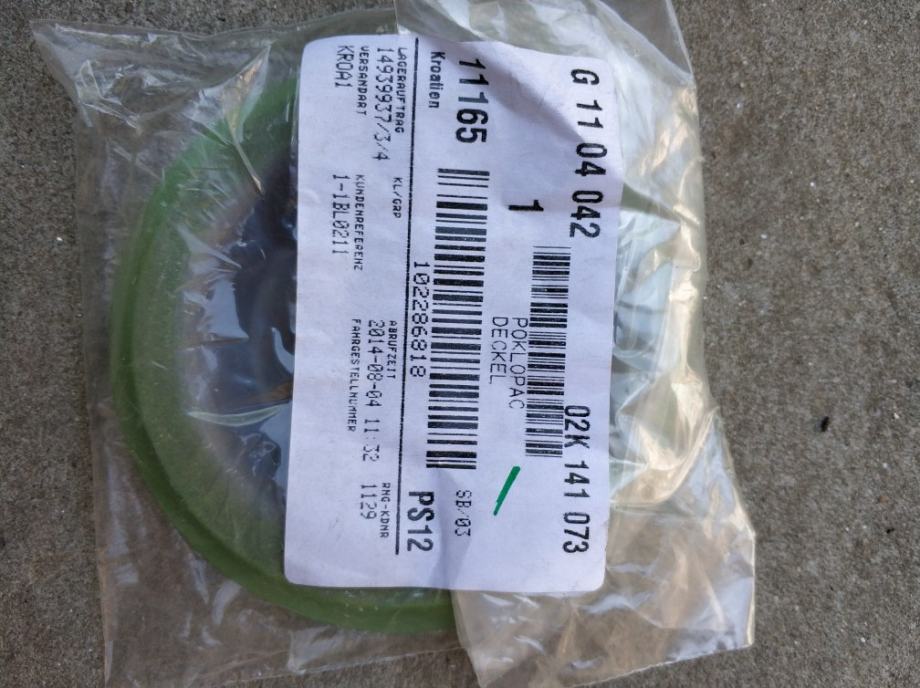 G 11 04 042
02K 141 073
1
POKLOPAC
DECKEL
11165
SB/03
Kroatien
102286818
PS12
LAGERAUFTRAG
KL/GRP
ABRUFZEIT
RNG-KDNR
14939937/3/4
2014-08-04 11:32
1129
VERSANDART
KUNDENREFERENZ
FAHRGESTELLNUMMER
KROA1
1-1BL0211